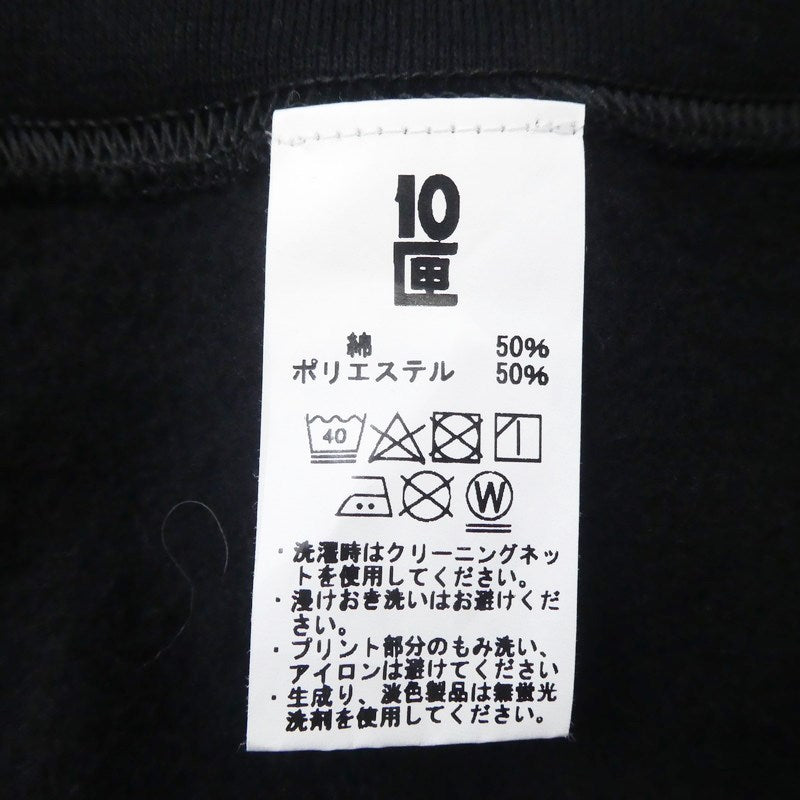 10
匣
綿 50%
ポリエステル 50%
40
W
・洗濯時はクリーニングネッ
トを使用してください。
・浸けおき洗いはお避けくだ
さい。
・プリント部分のもみ洗い、
アイロンは避けてください
・生成り、淡色製品は無蛍光
洗剤を使用してください。